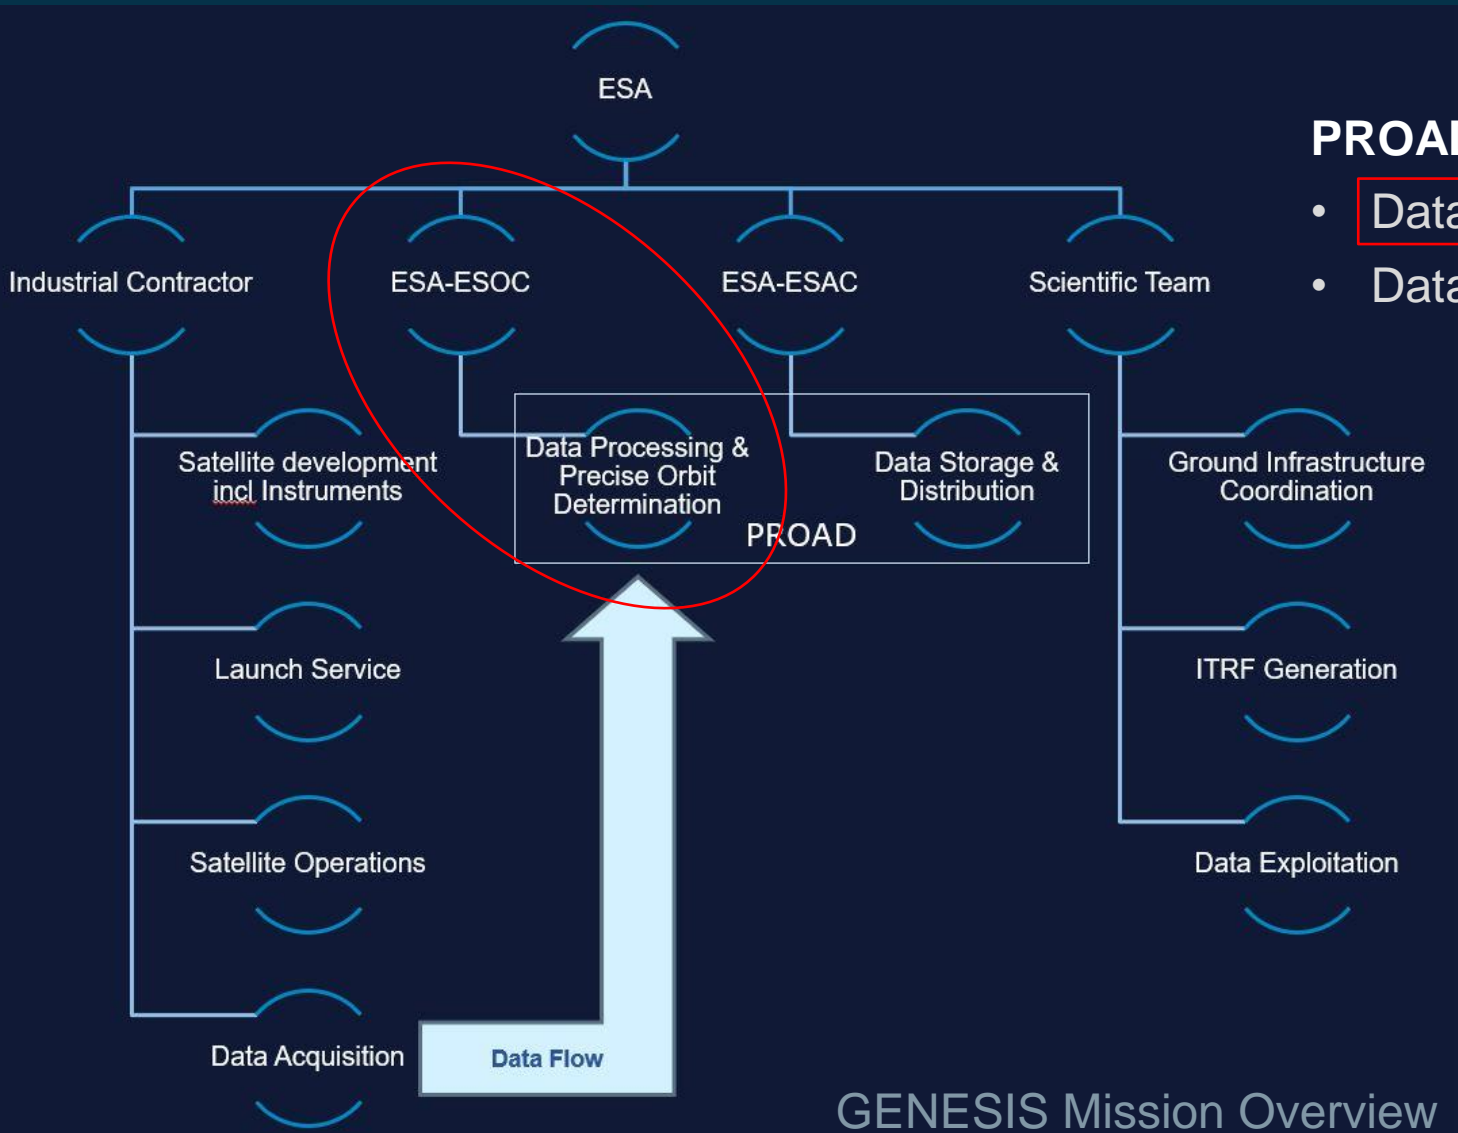 ESA
PROAD
• Data
• Data
Industrial Contractor
ESA-ESOC
ESA-ESAC
Scientific Team
Satellite development
incl Instruments
Data Processing &
Precise Orbit
Determination
Data Storage &
Distribution
PROAD
Ground Infrastructure
Coordination
Launch Service
ITRF Generation
Satellite Operations
Data Exploitation
Data Acquisition
Data Flow
GENESIS Mission Overview